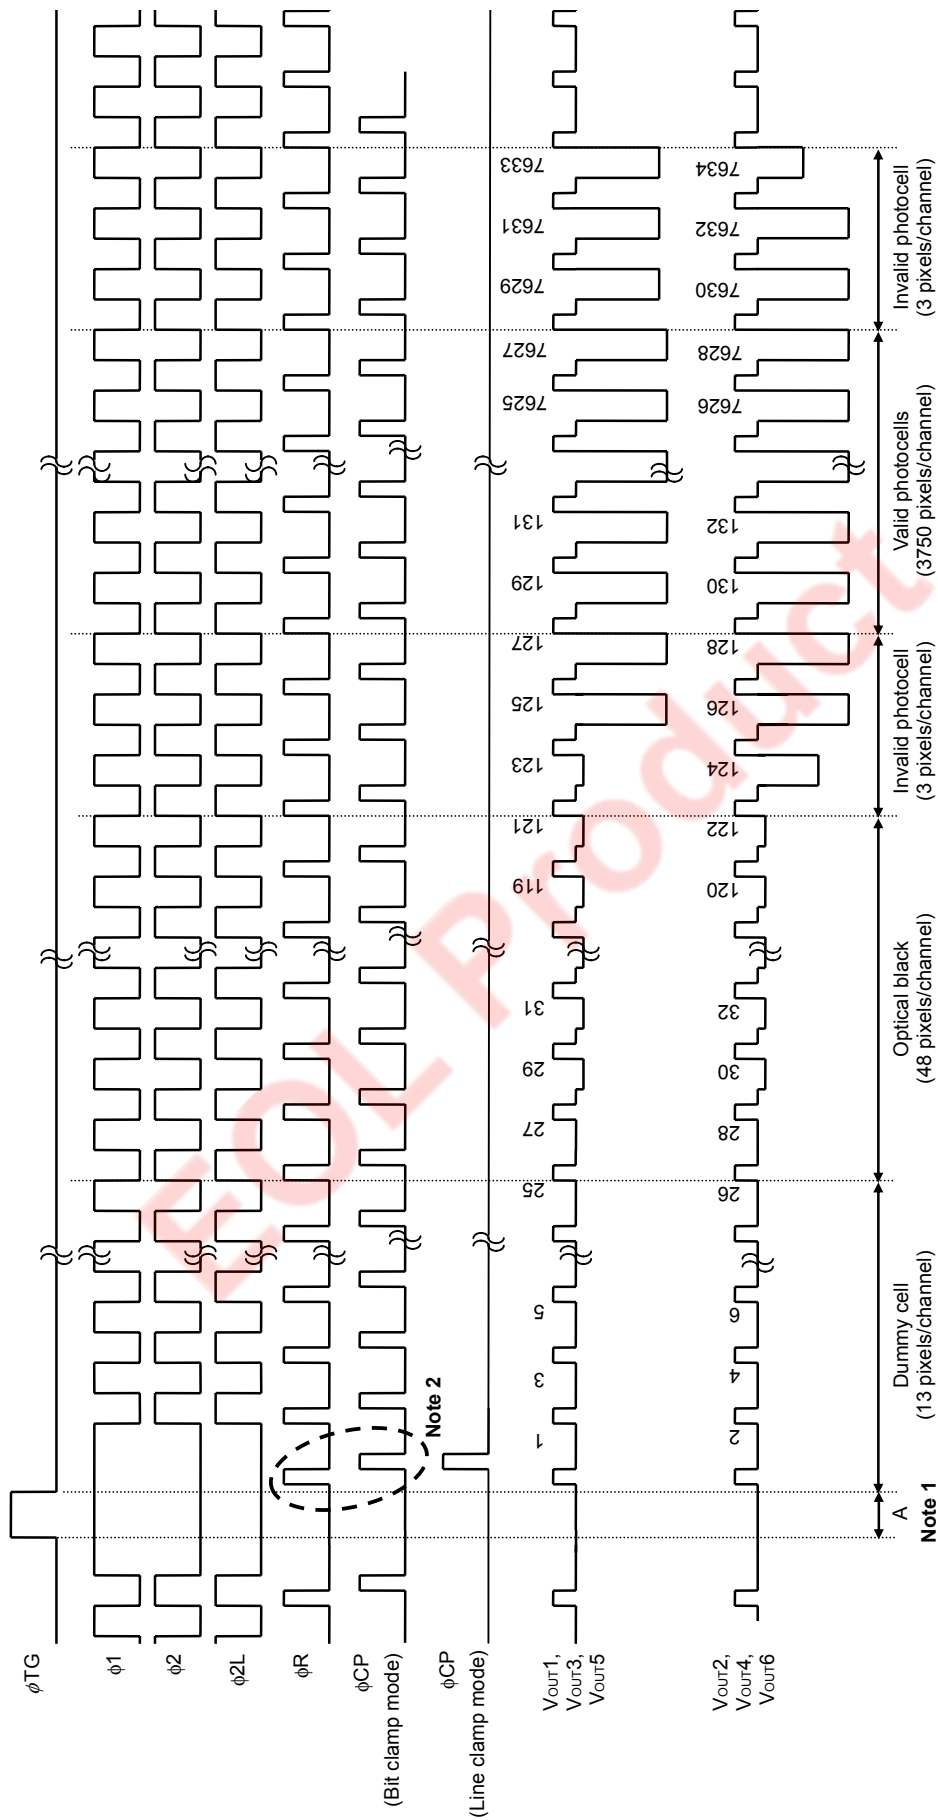 φTG
φ1
φ2
φ2L
φR
φCP
(Bit clamp mode)
φCP
(Line clamp mode)
VOUT1,
VOUT3,
VOUT5
VOUT2,
VOUT4,
VOUT6
Note 2
1
3
5
25
27
29
31
119
121
123
125
127
129
131
7625
7627
7629
7631
7633
2
4
6
26
28
30
32
120
122
124
126
128
130
132
7626
7628
7630
7632
7634
A
Note 1
Dummy cell
(13 pixels/channel)
Optical black
(48 pixels/channel)
Invalid photocell
(3 pixels/channel)
Valid photocells
(3750 pixels/channel)
Invalid photocell
(3 pixels/channel)
EOL Product